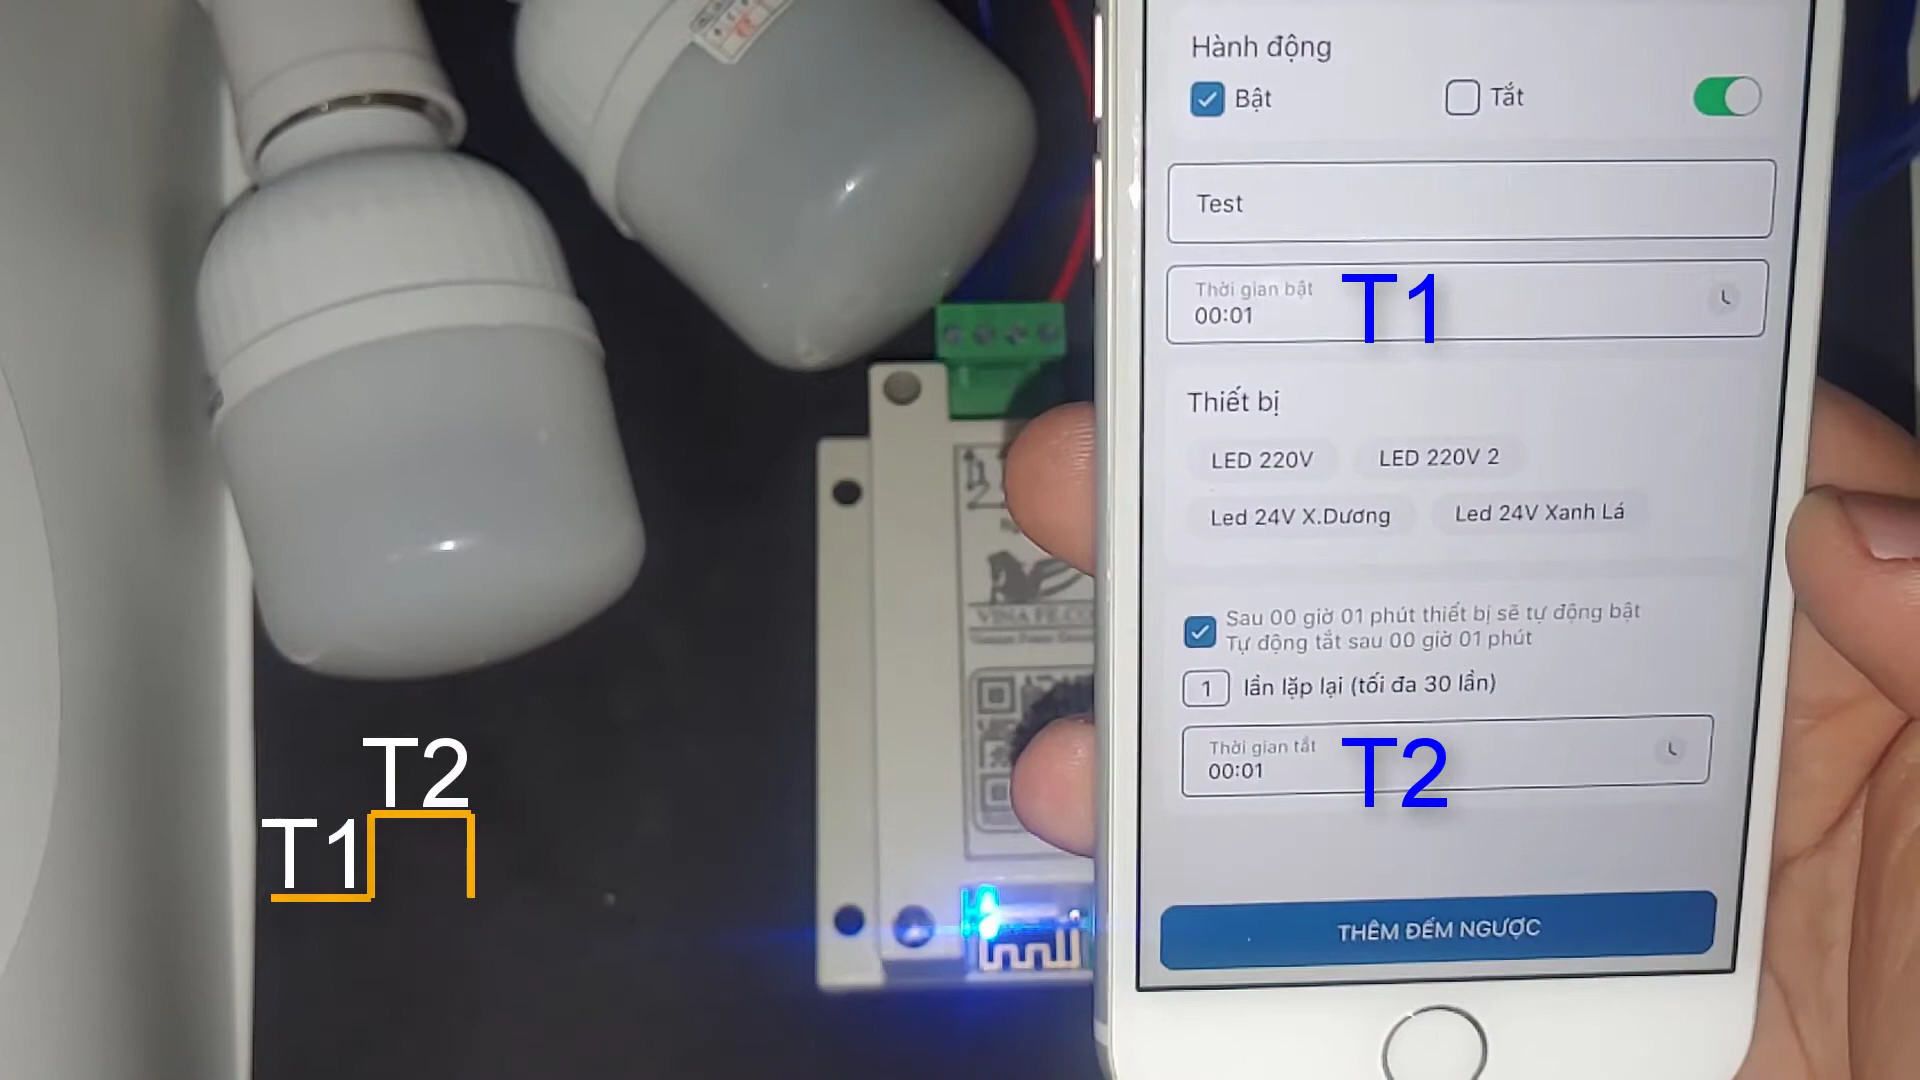 Hành động
Bật
Tắt
Test
Thời gian bật
00:01
T1
Thiết bị
LED 220V
LED 220V 2
Led 24V X.Dương
Led 24V Xanh Lá
Sau 00 giờ 01 phút thiết bị sẽ tự động bật
Tự động tắt sau 00 giờ 01 phút
1 lần lặp lại (tối đa 30 lần)
Thời gian tắt
00:01
T2
THÊM ĐẾM NGƯỢC
T2
T1